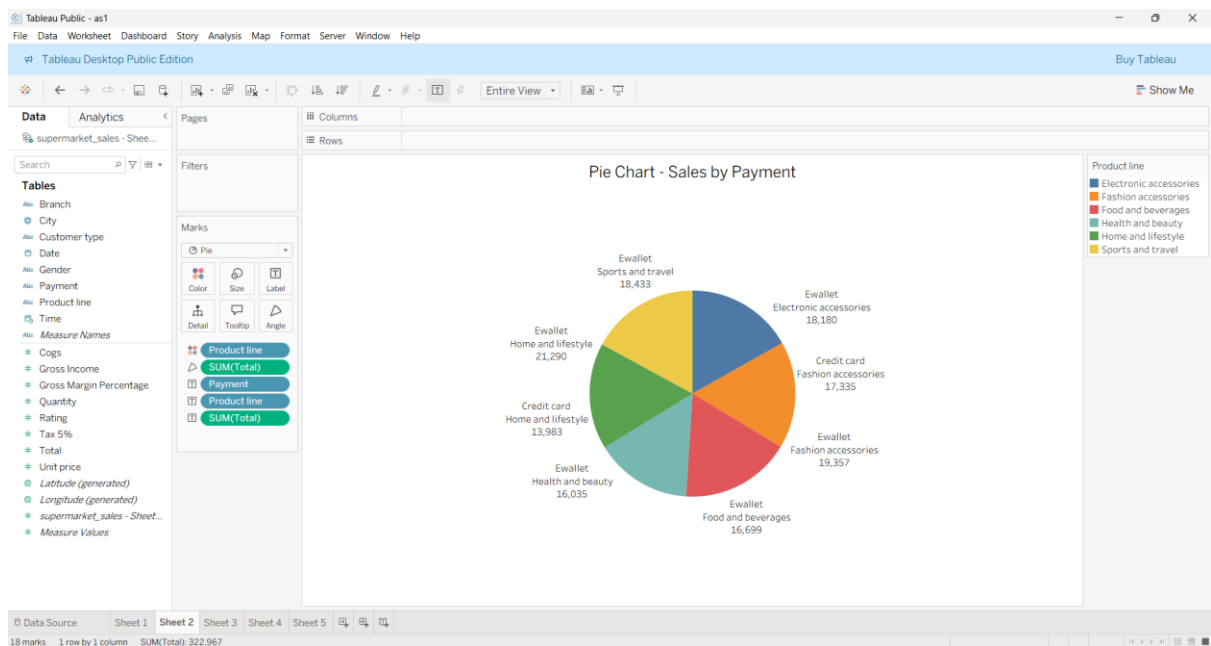 Tableau Public - as1
File Data Worksheet Dashboard Story Analysis Map Format Server Window Help
Tableau Desktop Public Edition
Buy Tableau
Entire View
Show Me
Data
Analytics
Pages
Columns
supermarket_sales - Shee...
Rows
Search
Filters
Tables
Abc Branch
City
Abc Customer type
Date
Abc Gender
Abc Payment
Abc Product line
Time
Abc Measure Names
# Cogs
# Gross Income
# Gross Margin Percentage
# Quantity
# Rating
# Tax 5%
# Total
# Unit price
Latitude (generated)
Longitude (generated)
# supermarket_sales - Sheet...
# Measure Values
Marks
Pie
Color
Size
Label
Detail
Tooltip
Angle
Product line
SUM(Total)
Payment
Product line
SUM(Total)
Pie Chart - Sales by Payment
Ewallet
Sports and travel
18,433
Ewallet
Electronic accessories
18,180
Ewallet
Home and lifestyle
21,290
Credit card
Fashion accessories
17,335
Credit card
Home and lifestyle
13,983
Ewallet
Fashion accessories
19,357
Ewallet
Health and beauty
16,035
Ewallet
Food and beverages
16,699
Product line
Electronic accessories
Fashion accessories
Food and beverages
Health and beauty
Home and lifestyle
Sports and travel
Data Source
Sheet 1
Sheet 2
Sheet 3
Sheet 4
Sheet 5
18 marks 1 row by 1 column SUM(Total): 322,967